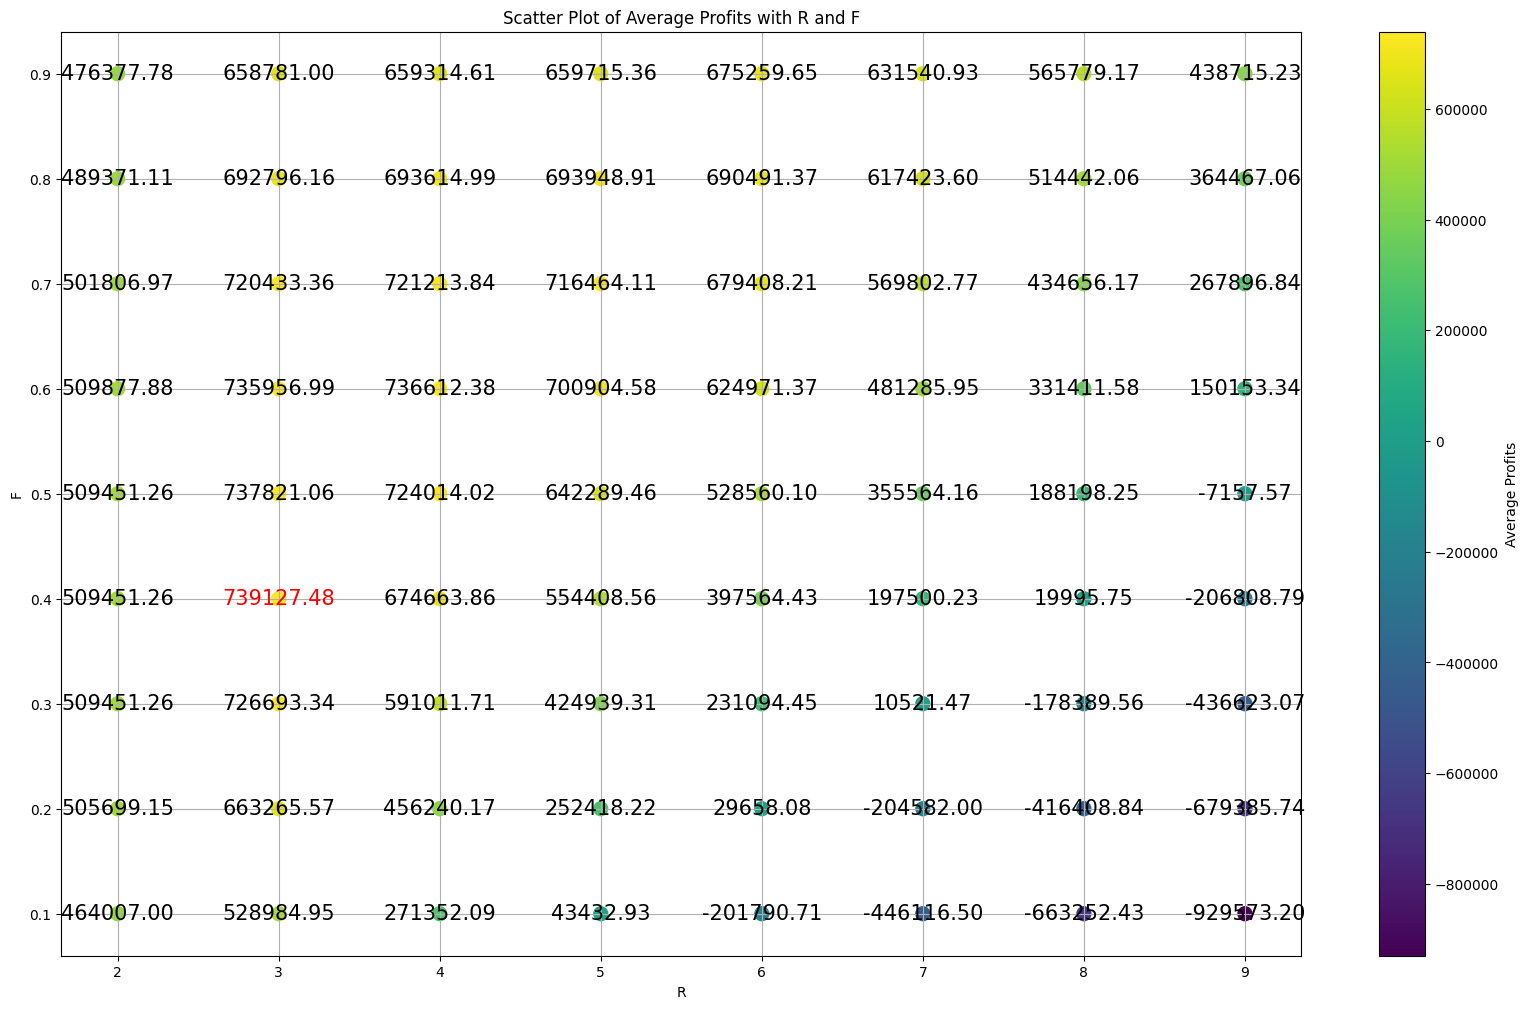 Scatter Plot of Average Profits with R and F
0.9 476377.78 658781.00 659314.61 659715.36 675259.65 631540.93 565779.17 438715.23
0.8 489371.11 692796.16 693614.99 693948.91 690491.37 617423.60 514442.06 364467.06
0.7 501806.97 720433.36 721213.84 716464.11 679408.21 569802.77 434656.17 267896.84
0.6 509877.88 735956.99 736612.38 700904.58 624971.37 481285.95 331411.58 150153.34
0.5 509451.26 737821.06 724014.02 642289.46 528560.10 355564.16 188198.25 -7157.57
0.4 509451.26 739127.48 674663.86 554408.56 397564.43 197500.23 19995.75 -206808.79
0.3 509451.26 726693.34 591011.71 424939.31 231094.45 10521.47 -178389.56 -436623.07
0.2 505699.15 663265.57 456240.17 252418.22 29658.08 -204582.00 -416408.84 -679385.74
0.1 464007.00 528984.95 271352.09 43432.93 -201790.71 -446116.50 -663252.43 -929573.20
2 3 4 5 6 7 8 9
R
F
600000
400000
200000
0
−200000
−400000
−600000
−800000
Average Profits